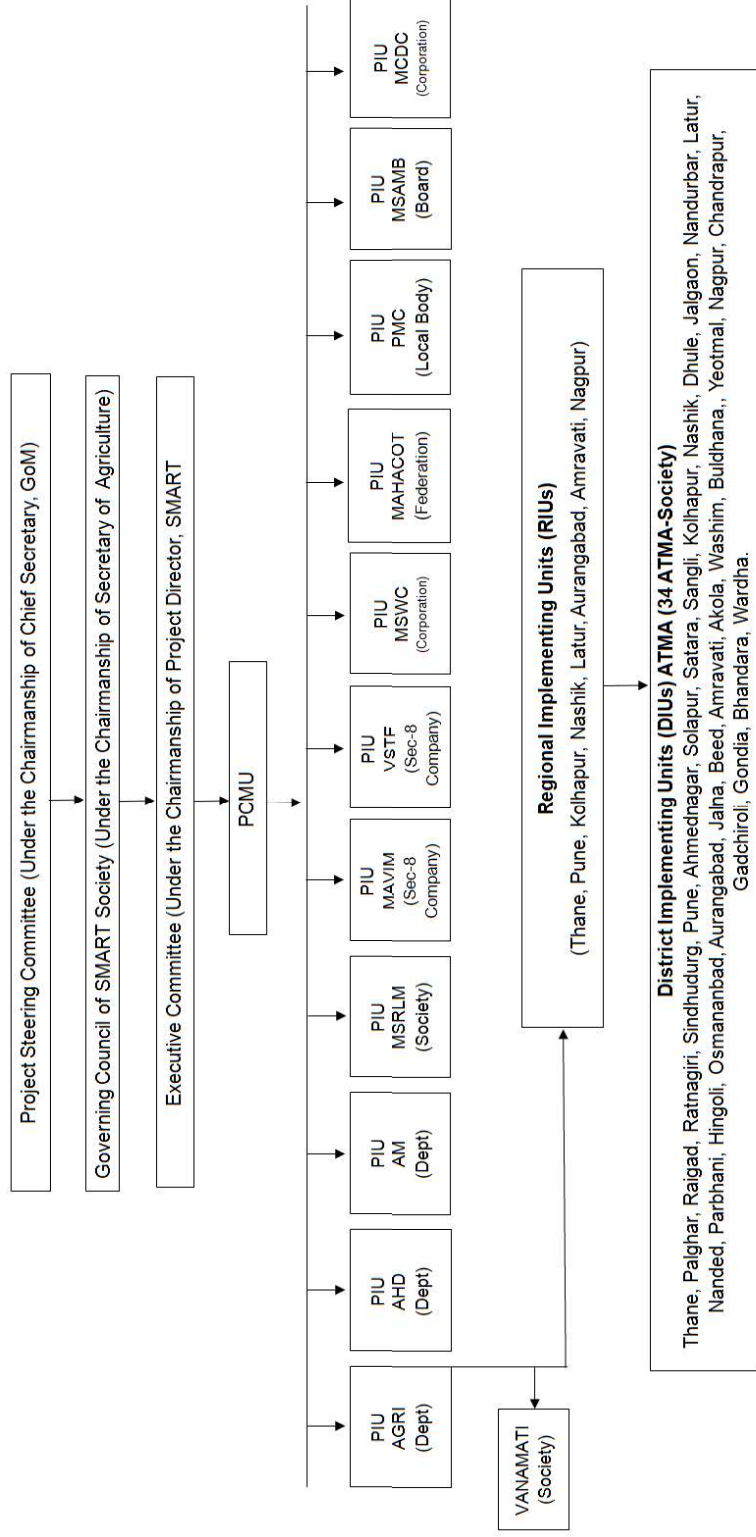 Project Steering Committee (Under the Chairmanship of Chief Secretary, GoM)
Governing Council of SMART Society (Under the Chairmanship of Secretary of Agriculture)
Executive Committee (Under the Chairmanship of Project Director, SMART
PCMU
PIU
AGRI
(Dept)
PIU
AHD
(Dept)
PIU
AM
(Dept)
PIU
MSRLM
(Society)
PIU
MAVIM
(Sec-8
Company)
PIU
VSTF
(Sec-8
Company)
PIU
MSWC
(Corporation)
PIU
MAHACOT
(Federation)
PIU
PMC
(Local Body)
PIU
MSAMB
(Board)
PIU
MCDC
(Corporation)
VANAMATI
(Society)
Regional Implementing Units (RIUs)
(Thane, Pune, Kolhapur, Nashik, Latur, Aurangabad, Amravati, Nagpur)
District Implementing Units (DIUs) ATMA (34 ATMA-Society)
Thane, Palghar, Raigad, Ratnagiri, Sindhudurg, Pune, Ahmednagar, Solapur, Satara, Sangli, Kolhapur, Nashik, Dhule, Jalgaon, Nandurbar, Latur,
Nanded, Parbhani, Hingoli, Osmananbad, Aurangabad, Jalna, Beed, Amravati, Akola, Washim, Buldhana,, Yeotmal, Nagpur, Chandrapur,
Gadchiroli, Gondia, Bhandara, Wardha.